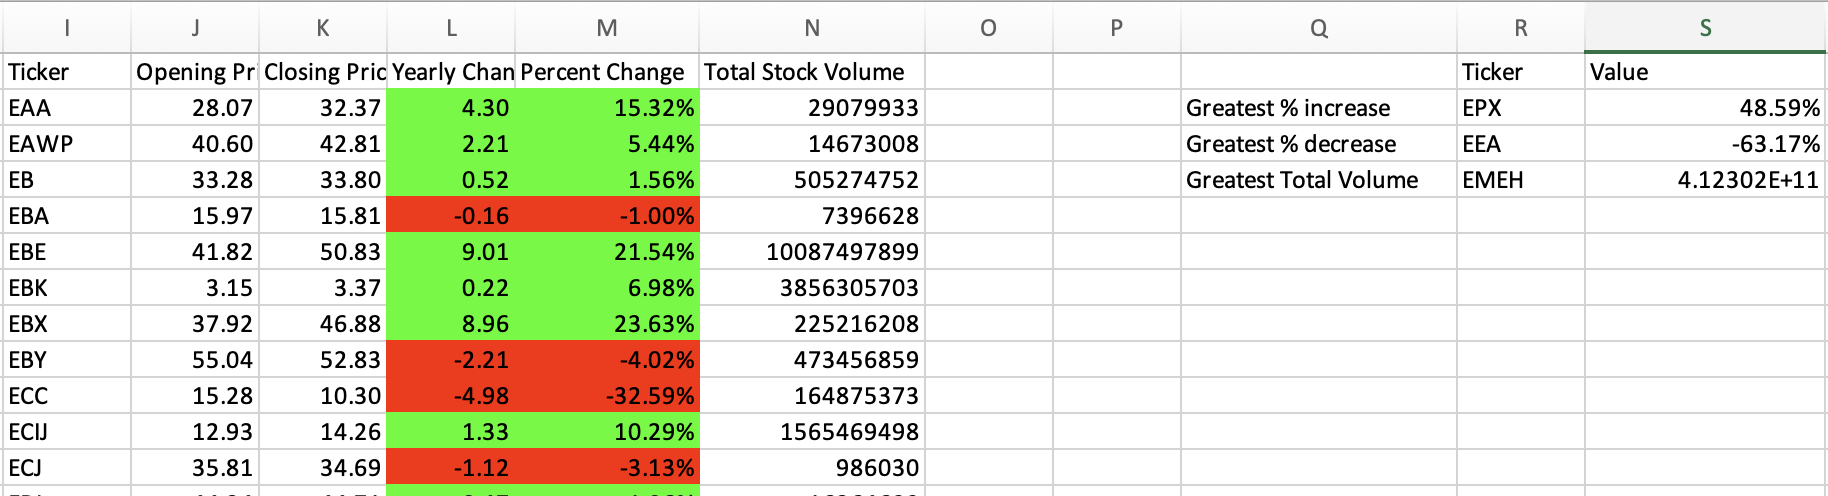 I J K L M N O P Q R S
Ticker Opening Pri Closing Pric Yearly Chan Percent Change Total Stock Volume Ticker Value
EAA 28.07 32.37 4.30 15.32% 29079933 Greatest % increase EPX 48.59%
EAWP 40.60 42.81 2.21 5.44% 14673008 Greatest % decrease EEA -63.17%
EB 33.28 33.80 0.52 1.56% 505274752 Greatest Total Volume EMEH 4.12302E+11
EBA 15.97 15.81 -0.16 -1.00% 7396628
EBE 41.82 50.83 9.01 21.54% 10087497899
EBK 3.15 3.37 0.22 6.98% 3856305703
EBX 37.92 46.88 8.96 23.63% 225216208
EBY 55.04 52.83 -2.21 -4.02% 473456859
ECC 15.28 10.30 -4.98 -32.59% 164875373
ECIJ 12.93 14.26 1.33 10.29% 1565469498
ECJ 35.81 34.69 -1.12 -3.13% 986030